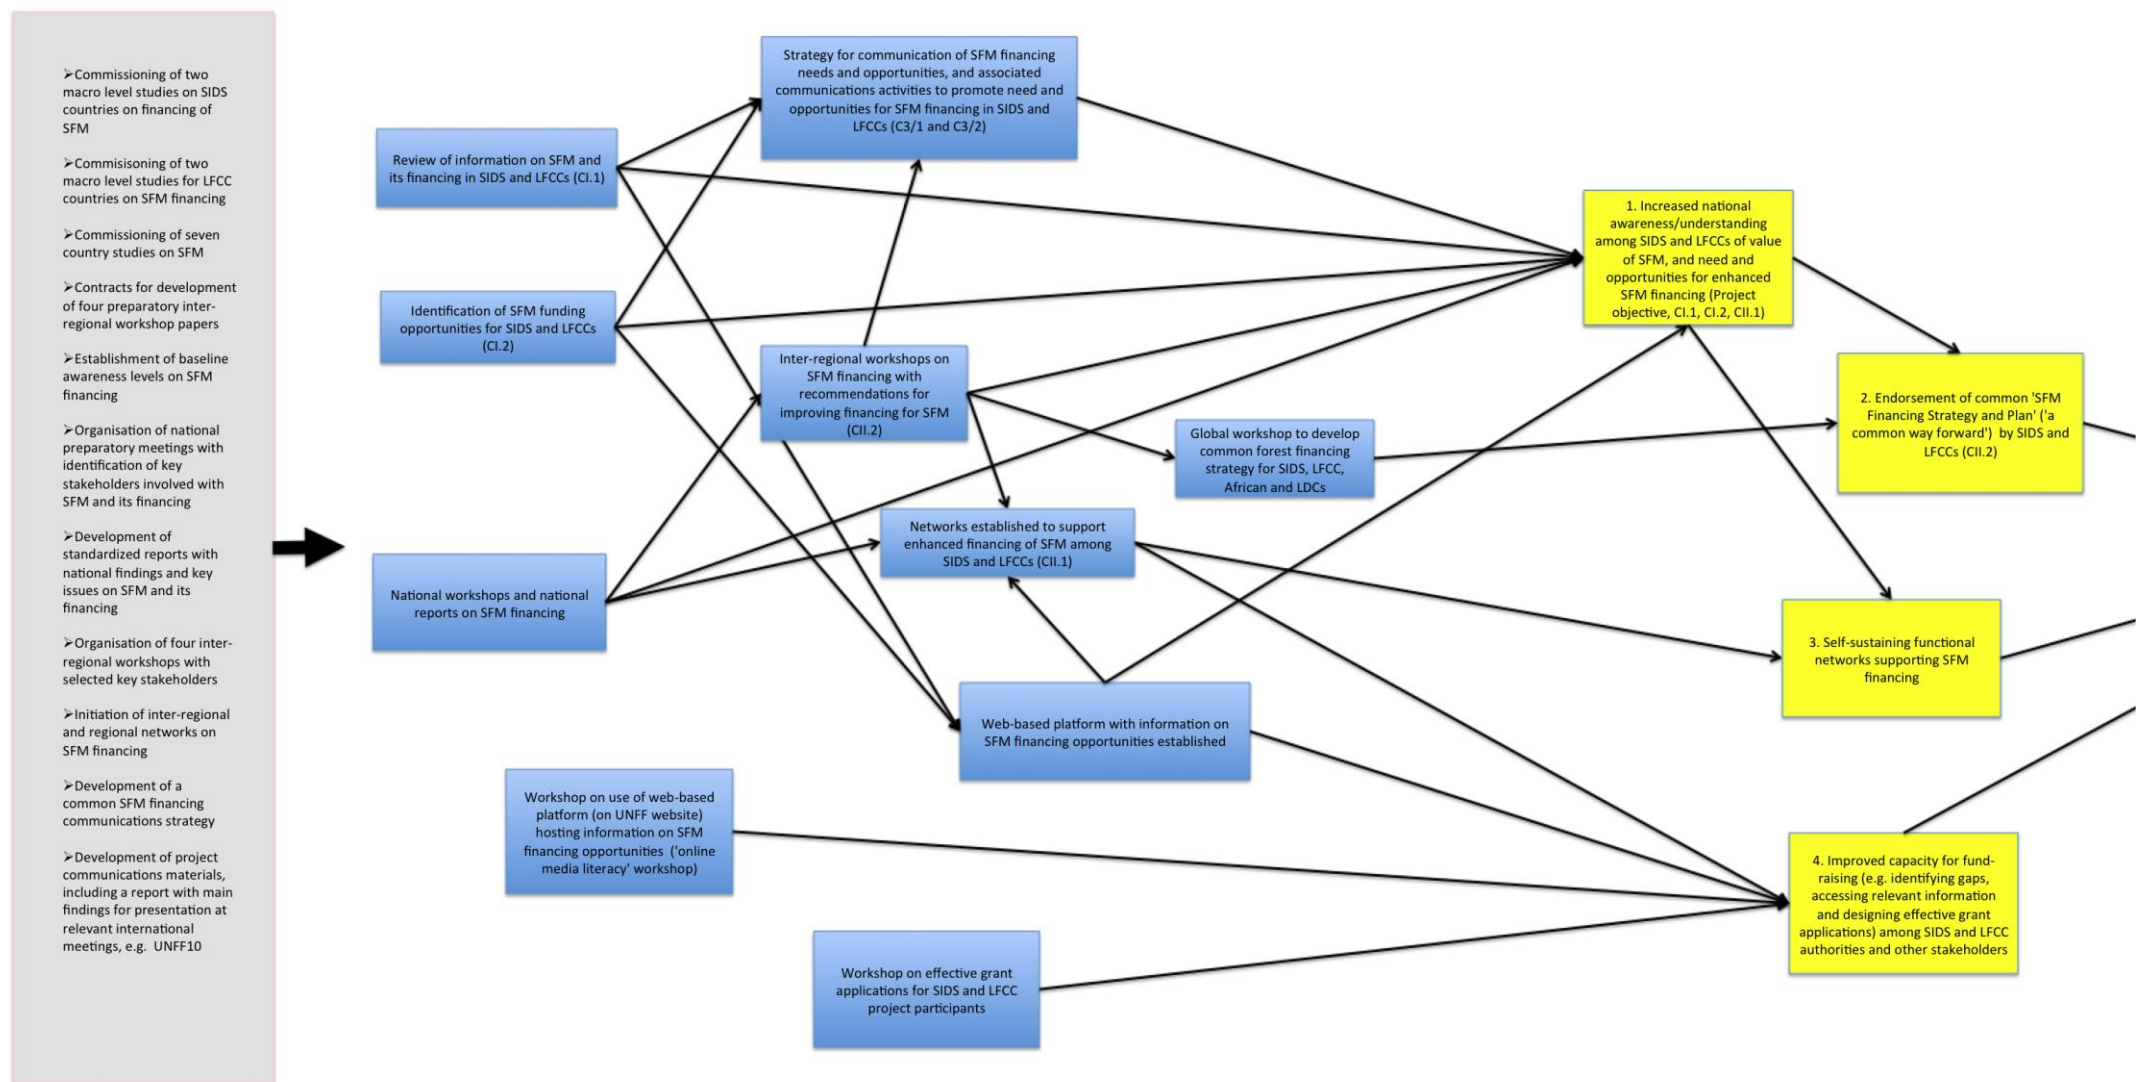 ➢Commissioning of two
macro level studies on SIDS
countries on financing of
SFM
➢Commisisoning of two
macro level studies for LFCC
countries on SFM financing
➢Commissioning of seven
country studies on SFM
➢Contracts for development
of four preparatory inter-
regional workshop papers
➢Establishment of baseline
awareness levels on SFM
financing
➢Organisation of national
preparatory meetings with
identification of key
stakeholders involved with
SFM and its financing
➢Development of
standardized reports with
national findings and key
issues on SFM and its
financing
➢Organisation of four inter-
regional workshops with
selected key stakeholders
➢Initiation of inter-regional
and regional networks on
SFM financing
➢Development of a
common SFM financing
communications strategy
➢Development of project
communications materials,
including a report with main
findings for presentation at
relevant international
meetings, e.g. UNFF10
Review of information on SFM and
its financing in SIDS and LFCCs (CI.1)
Identification of SFM funding
opportunities for SIDS and LFCCs
(CI.2)
National workshops and national
reports on SFM financing
Workshop on use of web-based
platform (on UNFF website)
hosting information on SFM
financing opportunities ('online
media literacy' workshop)
Strategy for communication of SFM financing
needs and opportunities, and associated
communications activities to promote need and
opportunities for SFM financing in SIDS and
LFCCs (C3/1 and C3/2)
Inter-regional workshops on
SFM financing with
recommendations for
improving financing for SFM
(CII.2)
Networks established to support
enhanced financing of SFM among
SIDS and LFCCs (CII.1)
Web-based platform with information on
SFM financing opportunities established
Workshop on effective grant
applications for SIDS and LFCC
project participants
Global workshop to develop
common forest financing
strategy for SIDS, LFCC,
African and LDCs
1. Increased national
awareness/understanding
among SIDS and LFCCs of value
of SFM, and need and
opportunities for enhanced
SFM financing (Project
objective, CI.1, CI.2, CII.1)
2. Endorsement of common 'SFM
Financing Strategy and Plan' ('a
common way forward') by SIDS and
LFCCs (CII.2)
3. Self-sustaining functional
networks supporting SFM
financing
4. Improved capacity for fund-
raising (e.g. identifying gaps,
accessing relevant information
and designing effective grant
applications) among SIDS and LFCC
authorities and other stakeholders